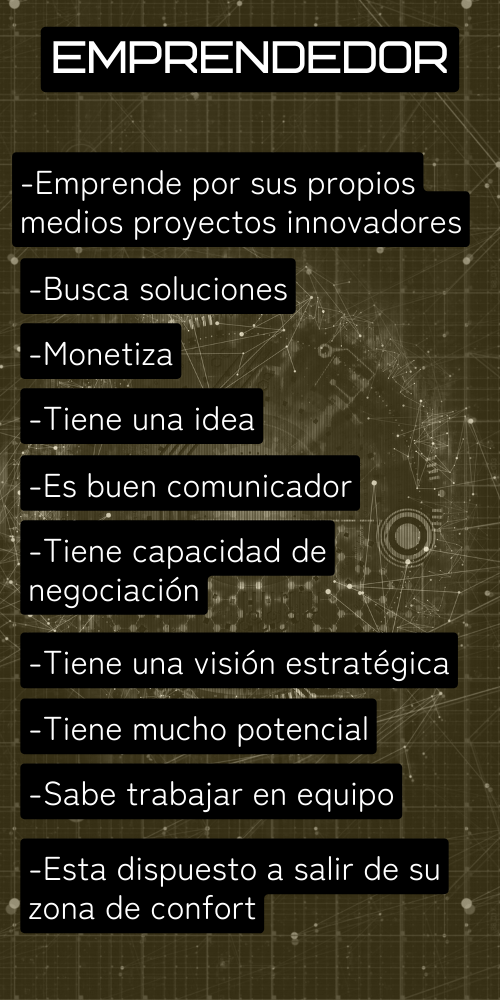 EMPRENDEDOR
-Emprende por sus propios
medios proyectos innovadores
-Busca soluciones
-Monetiza
-Tiene una idea
-Es buen comunicador
-Tiene capacidad de
negociación
-Tiene una visión estratégica
-Tiene mucho potencial
-Sabe trabajar en equipo
-Esta dispuesto a salir de su
zona de confort